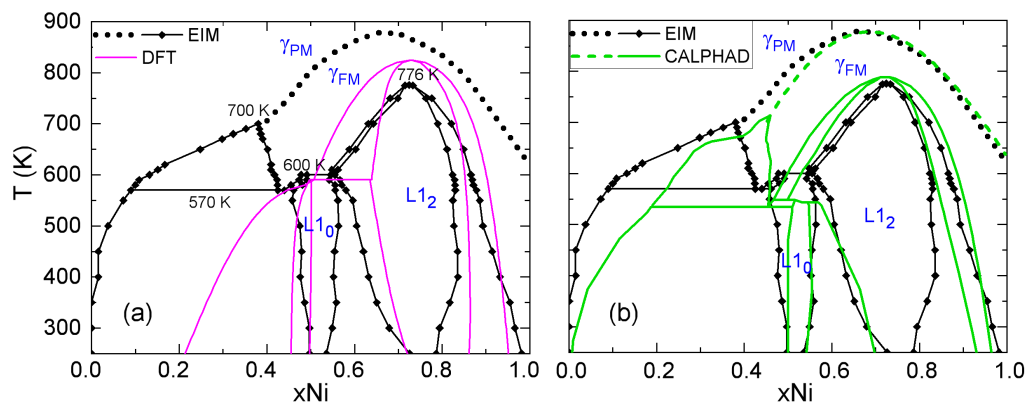 (a)
EIM
DFT
γPM
γFM
776 K
700 K
600 K
570 K
L1₂
L1₀
T (K)
900
800
700
600
500
400
300
0.0 0.2 0.4 0.6 0.8 1.0
xNi
(b)
EIM
CALPHAD
γPM
γFM
L1₂
L1₀
0.0 0.2 0.4 0.6 0.8 1.0
xNi